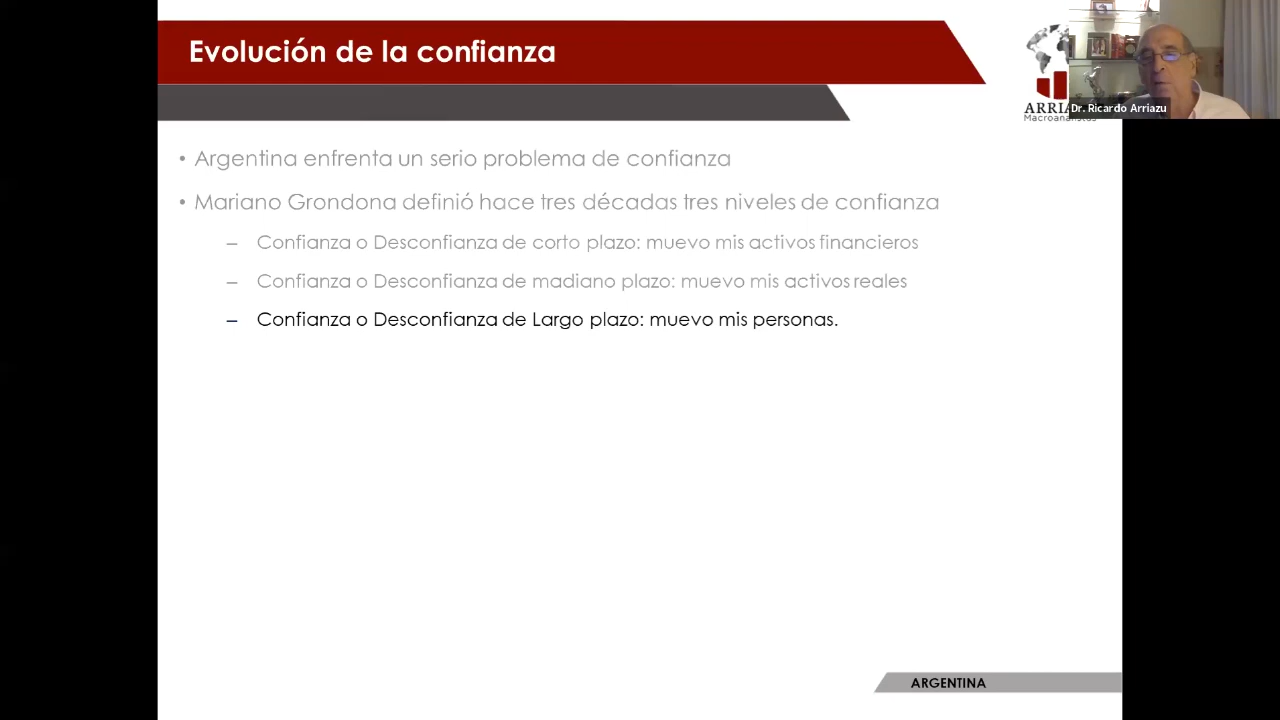 Evolución de la confianza
ARRIA
Macroanalistas
Dr. Ricardo Arriazu
• Argentina enfrenta un serio problema de confianza
• Mariano Grondona definió hace tres décadas tres niveles de confianza
– Confianza o Desconfianza de corto plazo: muevo mis activos financieros
– Confianza o Desconfianza de madiano plazo: muevo mis activos reales
– Confianza o Desconfianza de Largo plazo: muevo mis personas.
ARGENTINA